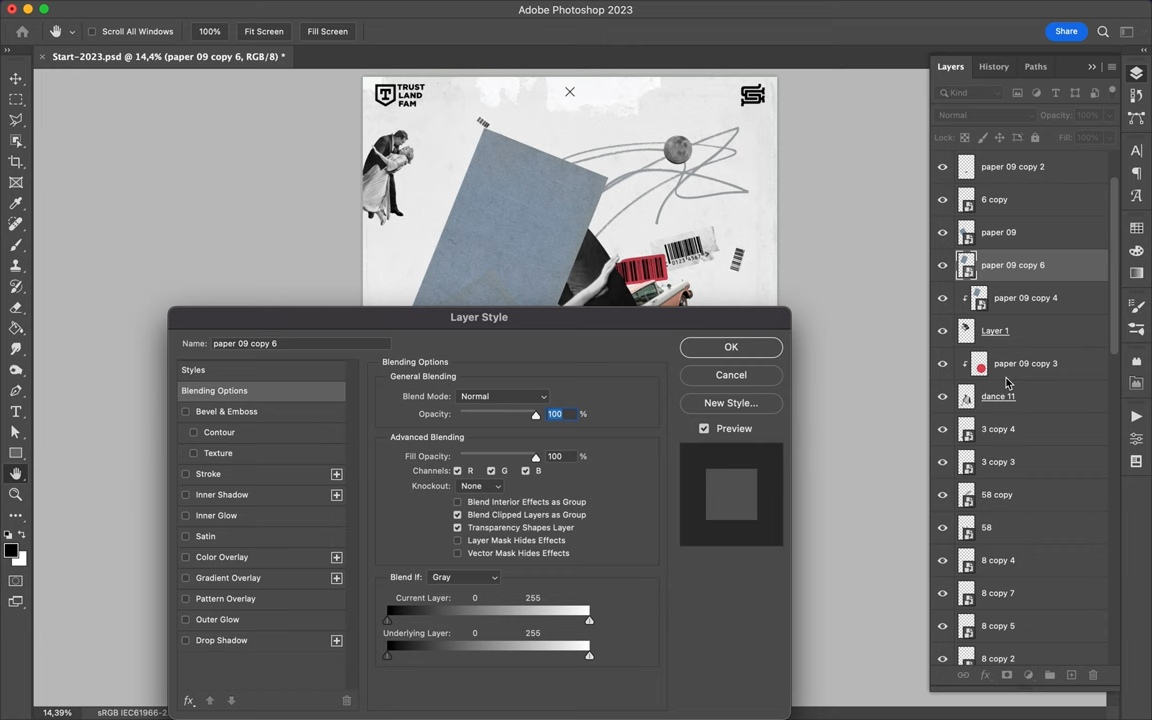 Adobe Photoshop 2023
Scroll All Windows
100%
Fit Screen
Fill Screen
Share
Start-2023.psd @ 14,4% (paper 09 copy 6, RGB/8) *
Layers
History
Paths
Kind
Normal
Opacity: 100%
Lock:
Fill: 100%
TRUST
LAND
FAM
paper 09 copy 2
6 copy
paper 09
paper 09 copy 6
paper 09 copy 4
Layer 1
paper 09 copy 3
dance 11
3 copy 4
3 copy 3
58 copy
58
8 copy 4
8 copy 7
8 copy 5
8 copy 2
Layer Style
Name: paper 09 copy 6
Styles
Blending Options
Bevel & Emboss
Contour
Texture
Stroke
Inner Shadow
Inner Glow
Satin
Color Overlay
Gradient Overlay
Pattern Overlay
Outer Glow
Drop Shadow
fx
Blending Options
General Blending
Blend Mode: Normal
Opacity: 100 %
Advanced Blending
Fill Opacity: 100 %
Channels: R G B
Knockout: None
Blend Interior Effects as Group
Blend Clipped Layers as Group
Transparency Shapes Layer
Layer Mask Hides Effects
Vector Mask Hides Effects
Blend If: Gray
Current Layer: 0 255
Underlying Layer: 0 255
OK
Cancel
New Style...
Preview
fx
14,39%
sRGB IEC61966-2